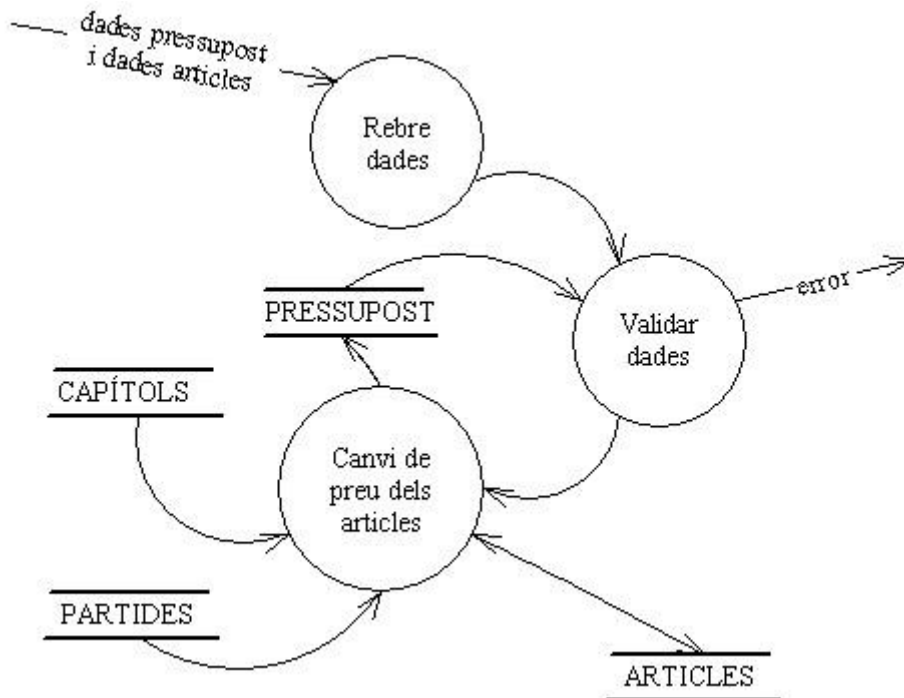 dades pressupost
i dades articles
Rebre
dades
error
PRESSUPOST
Validar
dades
CAPÍTOLS
Canvi de
preu dels
articles
PARTIDES
ARTICLES